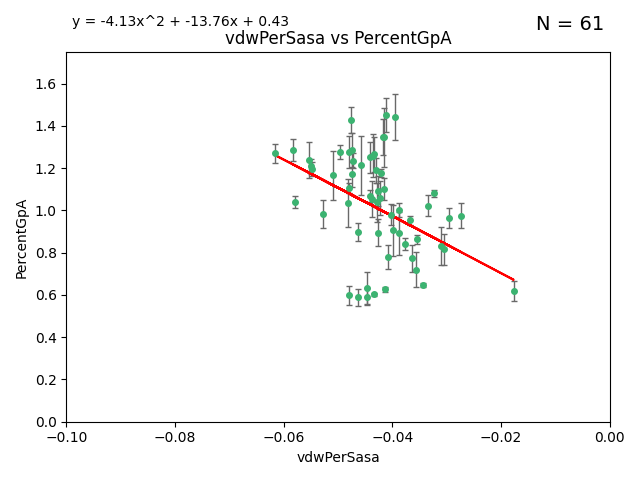 y = -4.13x^2 + -13.76x + 0.43
N = 61
vdwPerSasa vs PercentGpA
1.6
1.4
1.2
1.0
0.8
0.6
0.4
0.2
0.0
PercentGpA
−0.10 −0.08 −0.06 −0.04 −0.02 0.00
vdwPerSasa